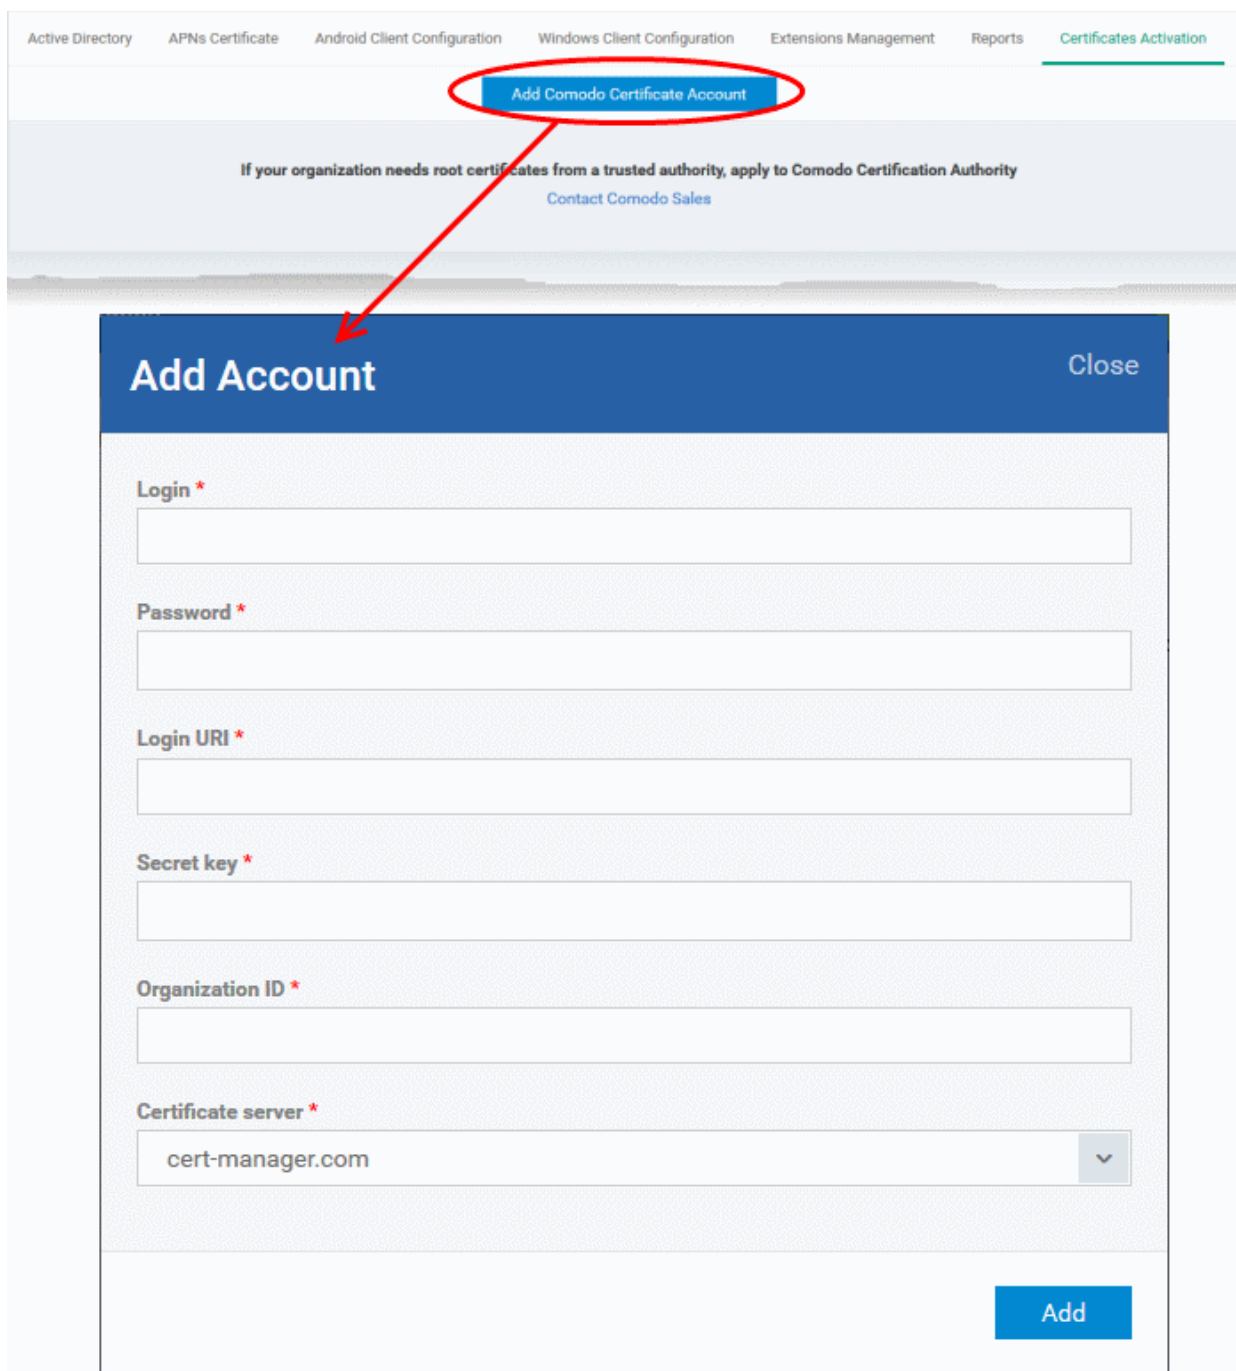 Active Directory APNs Certificate Android Client Configuration Windows Client Configuration Extensions Management Reports Certificates Activation
Add Comodo Certificate Account
If your organization needs root certificates from a trusted authority, apply to Comodo Certification Authority
Contact Comodo Sales
Add Account Close
Login *
Password *
Login URI *
Secret key *
Organization ID *
Certificate server *
cert-manager.com
Add